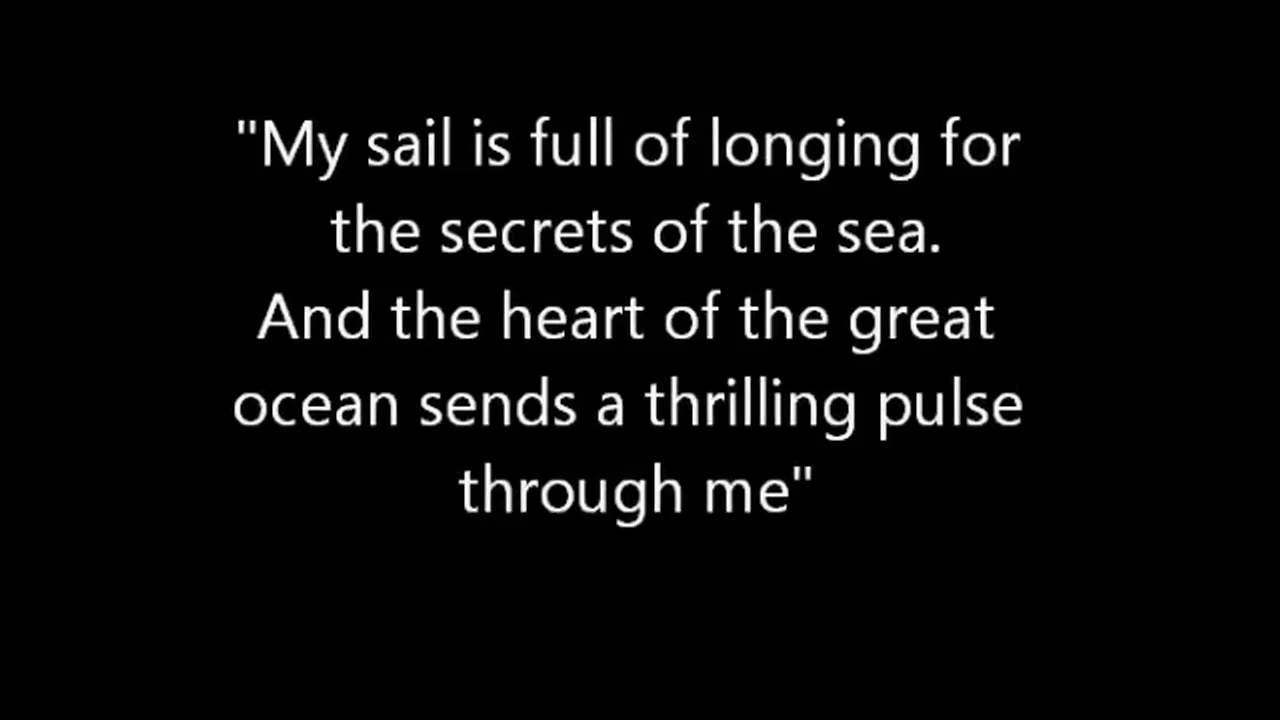 "My sail is full of longing for
the secrets of the sea.
And the heart of the great
ocean sends a thrilling pulse
through me"